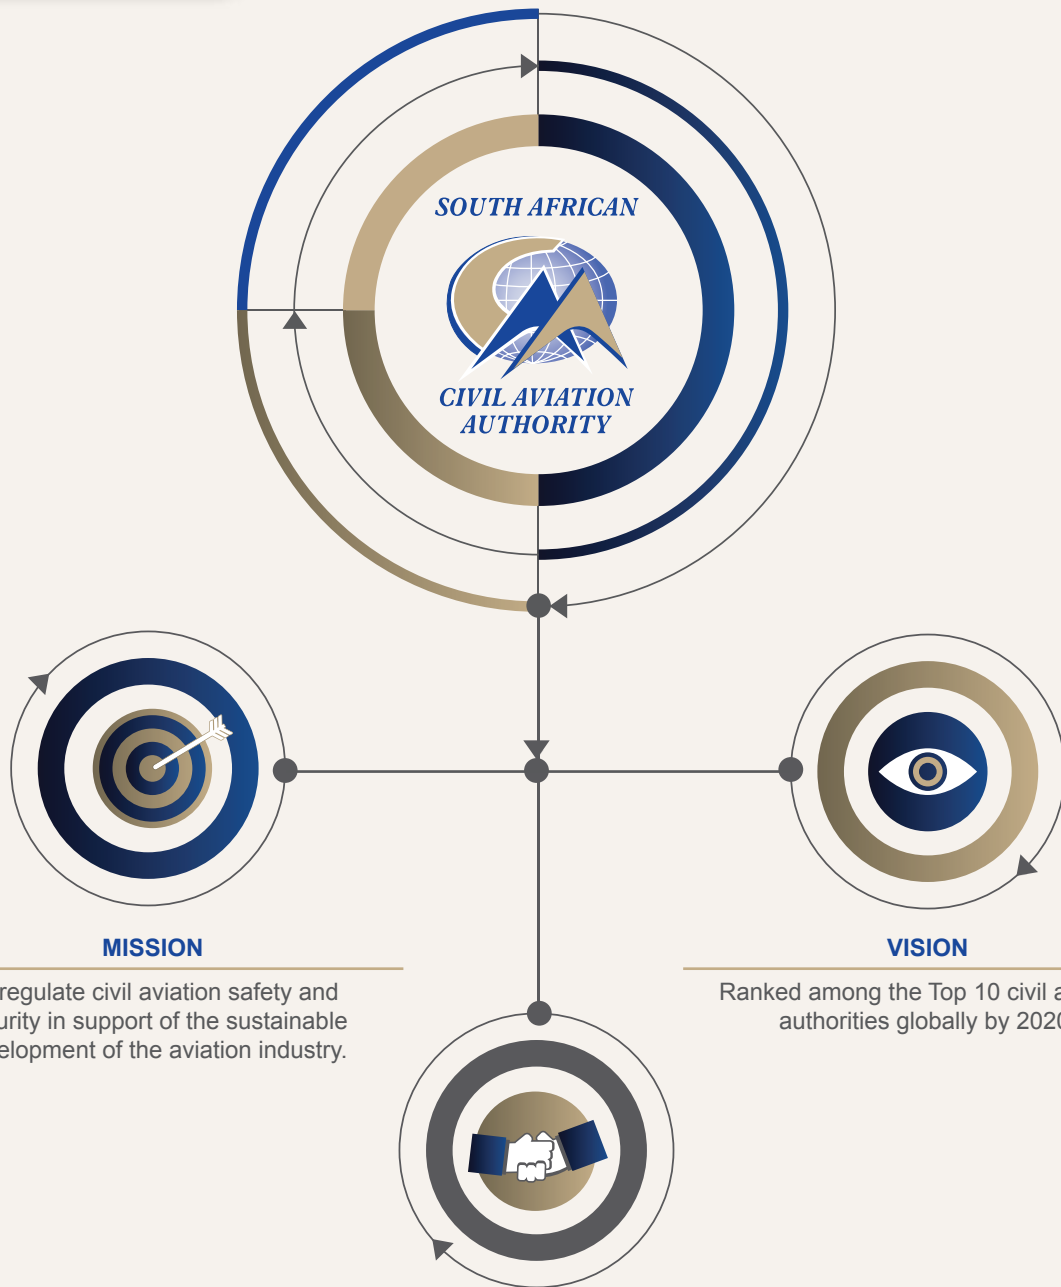 SOUTH AFRICAN
CIVIL AVIATION
AUTHORITY
MISSION
regulate civil aviation safety and
urity in support of the sustainable
elopment of the aviation industry.
VISION
Ranked among the Top 10 civil a
authorities globally by 2020